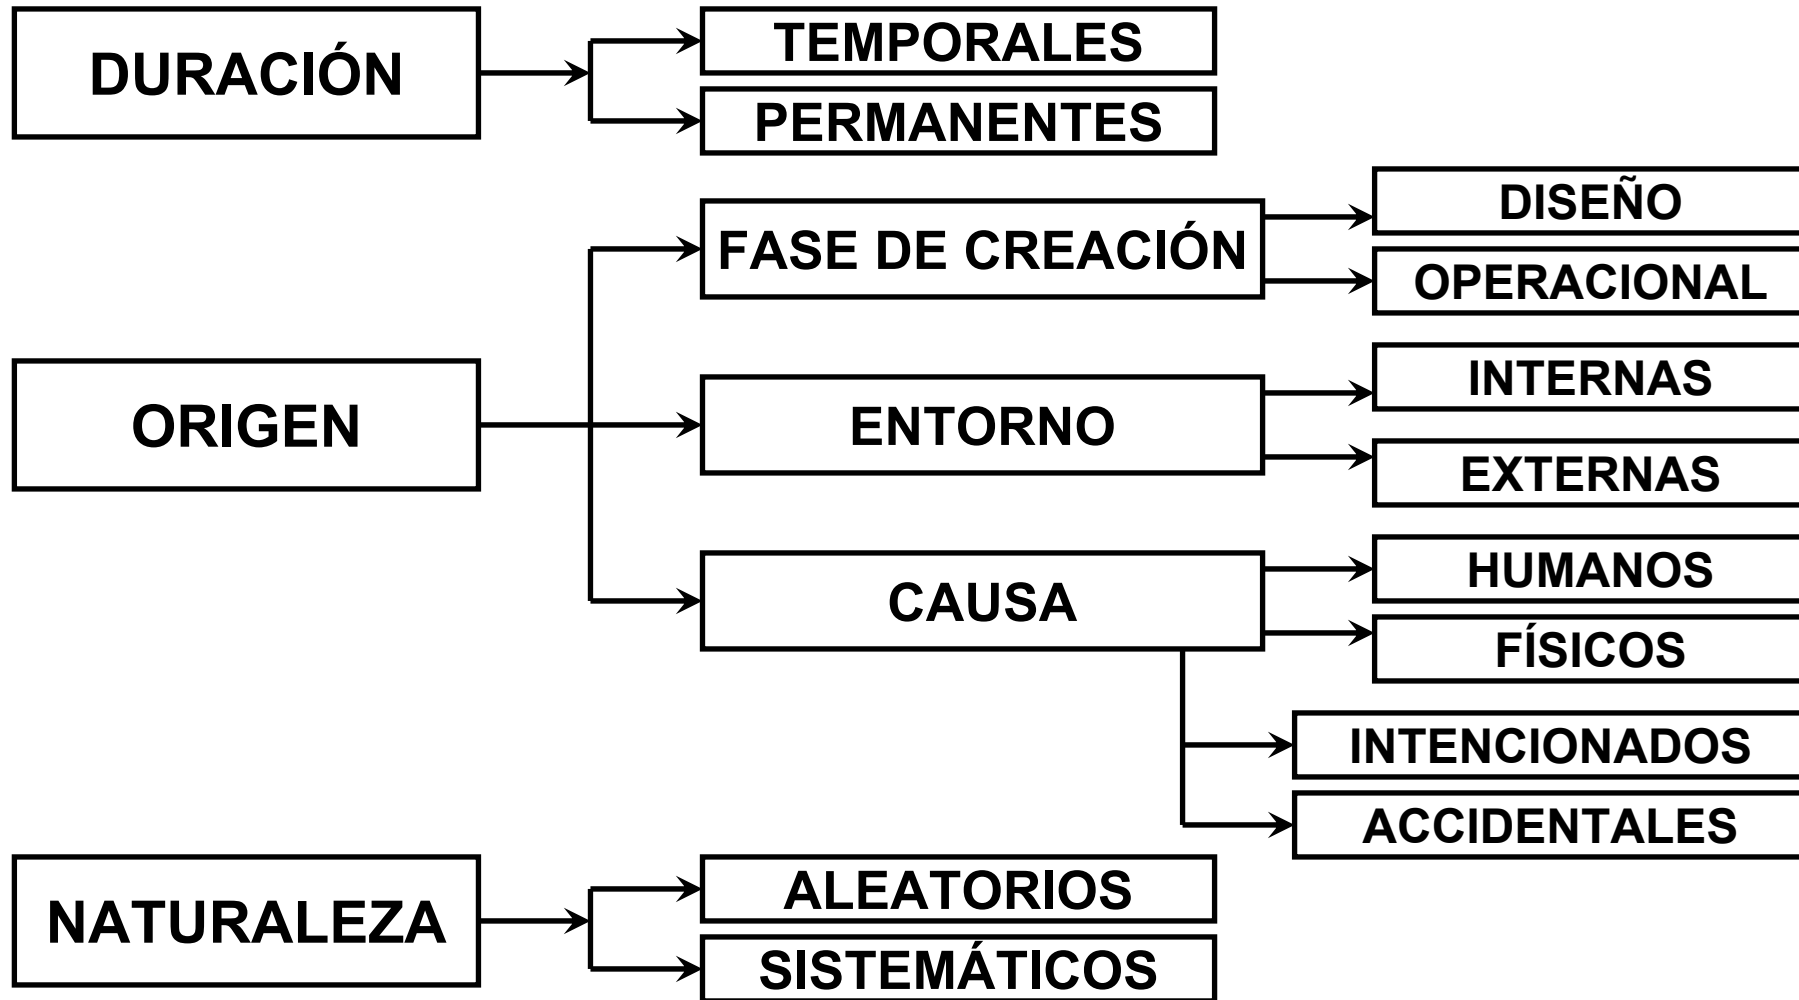 DURACIÓN
TEMPORALES
PERMANENTES
ORIGEN
FASE DE CREACIÓN
DISEÑO
OPERACIONAL
ENTORNO
INTERNAS
EXTERNAS
CAUSA
HUMANOS
FÍSICOS
INTENCIONADOS
ACCIDENTALES
NATURALEZA
ALEATORIOS
SISTEMÁTICOS